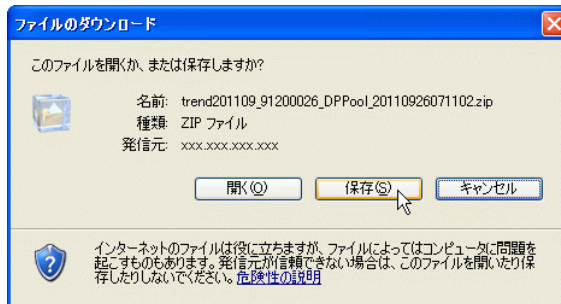 ファイルのダウンロード
このファイルを開くか、または保存しますか?
名前: trend201109_91200026_DPPool_20110926071102.zip
種類: ZIP ファイル
発信元: xxx.xxx.xxx.xxx
開く(O) 保存(S) キャンセル
インターネットのファイルは役に立ちますが、ファイルによってはコンピュータに問題を
起こすものもあります。発信元が信頼できない場合は、このファイルを開いたり保
存したりしないでください。危険性の説明